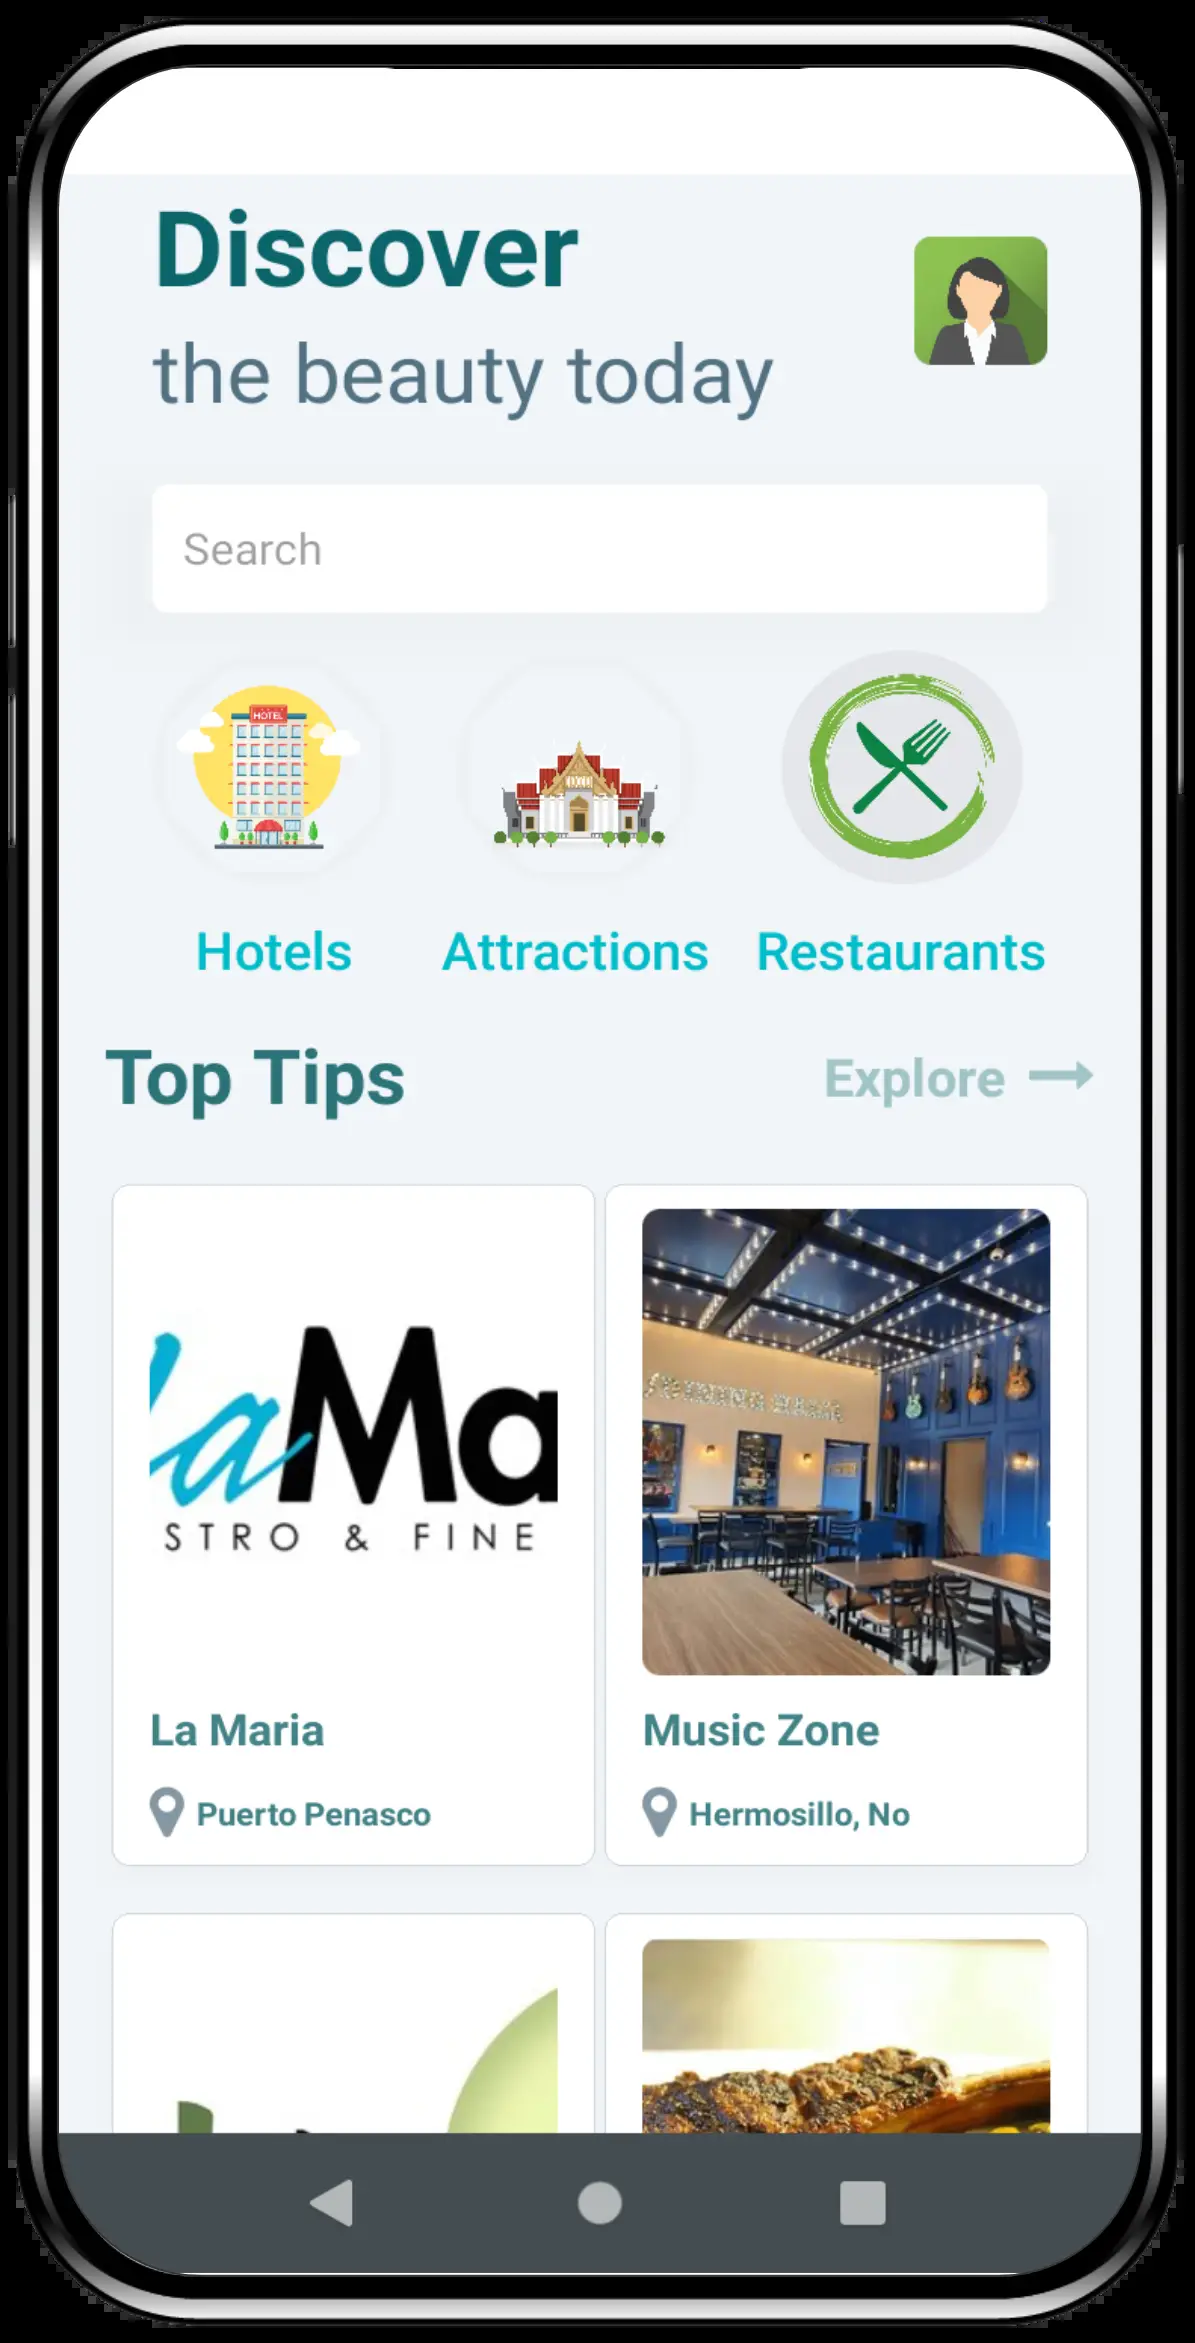 Discover
the beauty today
Search
HOTEL
Hotels
Attractions
Restaurants
Top Tips
Explore
laMa
STRO & FINE
La Maria
Puerto Penasco
Music Zone
Hermosillo, No